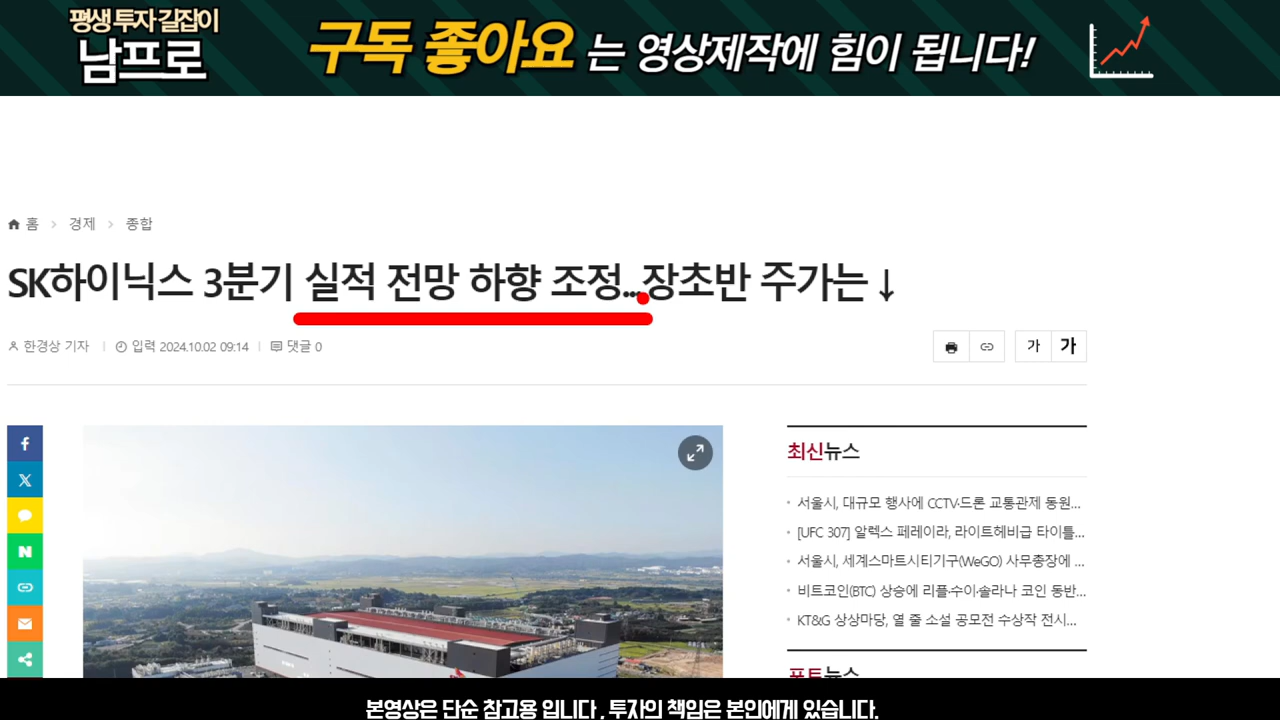 평생 투자 길잡이
남프로
구독 좋아요 는 영상제작에 힘이 됩니다!
홈 > 경제 > 종합
SK하이닉스 3분기 실적 전망 하향 조정...장초반 주가는↓
한경상 기자 | 입력 2024.10.02 09:14 | 댓글 0
가 가
최신뉴스
서울시, 대규모 행사에 CCTV·드론 교통관제 동원...
[UFC 307] 알렉스 페레이라, 라이트헤비급 타이틀...
서울시, 세계스마트시티기구(WeGO) 사무총장에 ...
비트코인(BTC) 상승에 리플·수이·솔라나 코인 동반...
KT&G 상상마당, 열 줄 소설 공모전 수상작 전시...
포토뉴스
본영상은 단순 참고용 입니다 , 투자의 책임은 본인에게 있습니다.